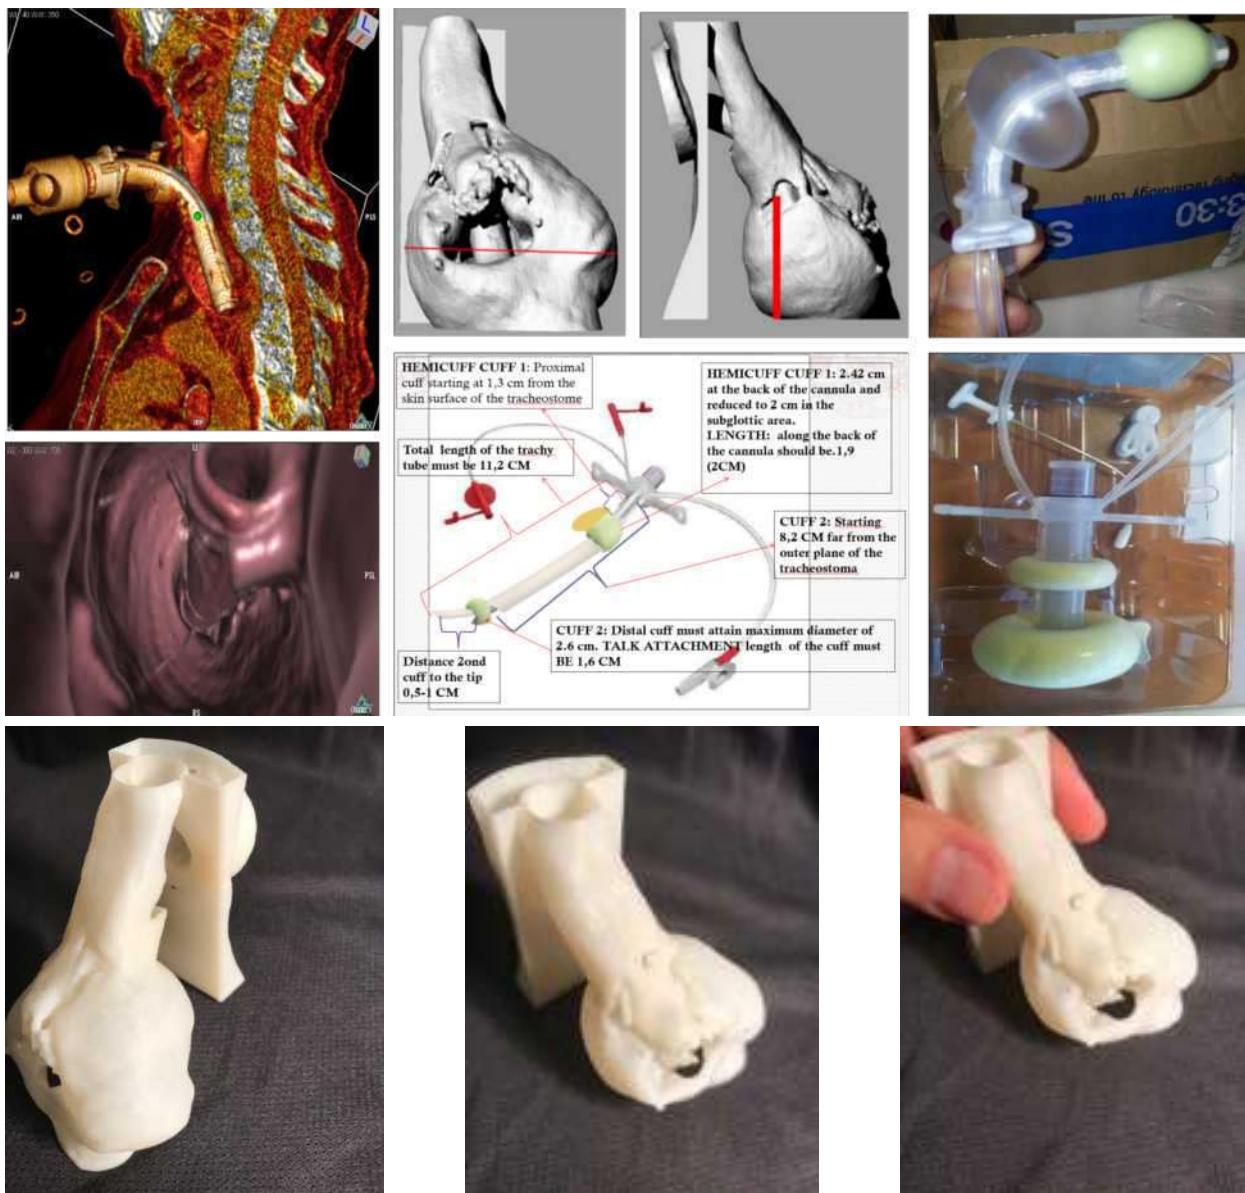 HEMICUFF CUFF 1: Proximal
cuff starting at 1,3 cm from the
skin surface of the tracheostome
Total length of the trachy
tube must be 11,2 CM
HEMICUFF CUFF 1: 2.42 cm
at the back of the cannula and
reduced to 2 cm in the
subglottic area.
LENGTH: along the back of
the cannula should be.1,9
(2CM)
CUFF 2: Starting
8,2 CM far from the
outer plane of the
tracheostoma
CUFF 2: Distal cuff must attain maximum diameter of
2.6 cm. TALK ATTACHMENT length of the cuff must
BE 1,6 CM
Distance 2ond
cuff to the tip
0,5-1 CM
L
3:30
S